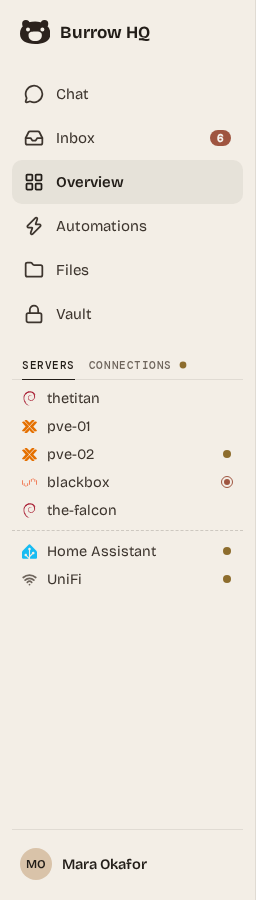 Burrow HQ
Chat
Inbox 6
Overview
Automations
Files
Vault
SERVERS CONNECTIONS
thetitan
pve-01
pve-02
blackbox
the-falcon
Home Assistant
UniFi
MO Mara Okafor